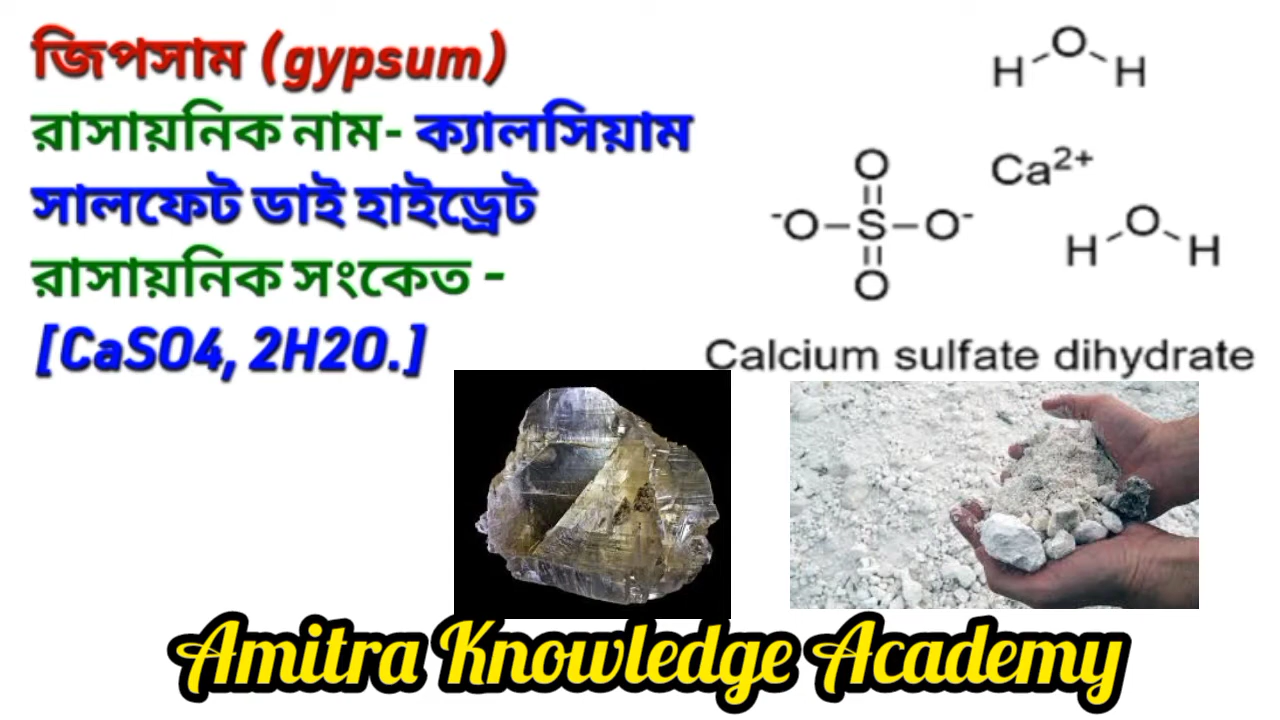 জিপসাম (gypsum)
রাসায়নিক নাম- ক্যালসিয়াম
সালফেট ডাই হাইড্রেট
রাসায়নিক সংকেত -
[CaSO4, 2H2O.]
H O H
O
-O S O-
O
Ca2+
H O H
Calcium sulfate dihydrate
Amitra Knowledge Academy